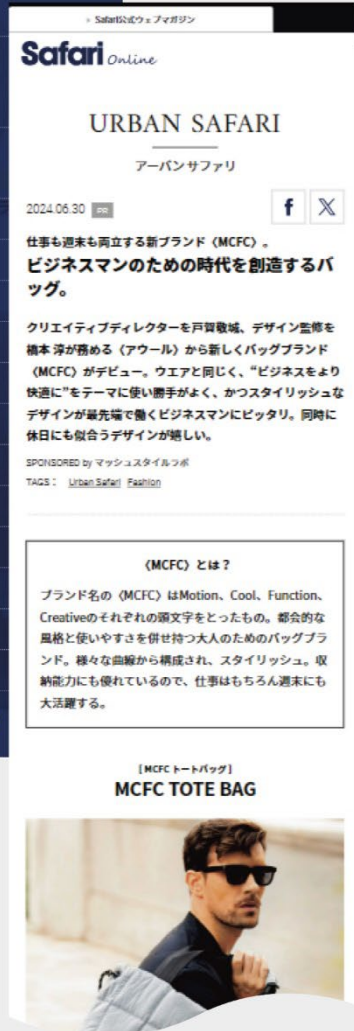 > Safari公式ウェブマガジン
Safari Online
URBAN SAFARI
アーバンサファリ
2024.06.30 PR
仕事も週末も両立する新ブランド〈MCFC〉。
ビジネスマンのための時代を創造するバ
ッグ。
クリエイティブディレクターを戸賀敬城、デザイン監修を
橋本 淳が務める〈アウール〉から新しくバッグブランド
〈MCFC〉がデビュー。ウエアと同じく、“ビジネスをより
快適に”をテーマに使い勝手がよく、かつスタイリッシュな
デザインが最先端で働くビジネスマンにピッタリ。同時に
休日にも似合うデザインが嬉しい。
SPONSORED by マッシュスタイルラボ
TAGS： Urban Safari Fashion
〈MCFC〉とは？
ブランド名の〈MCFC〉はMotion、Cool、Function、
Creativeのそれぞれの頭文字をとったもの。都会的な
風格と使いやすさを併せ持つ大人のためのバッグブラ
ンド。様々な曲線から構成され、スタイリッシュ。収
納能力にも優れているので、仕事はもちろん週末にも
大活躍する。
［MCFC トートバッグ］
MCFC TOTE BAG